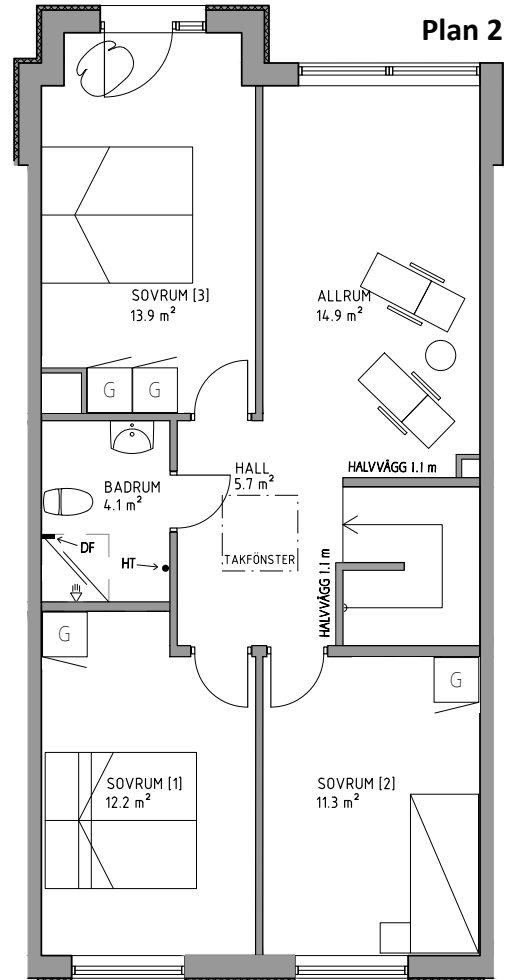 Plan 2
SOVRUM [3]
13.9 m²
ALLRUM
14.9 m²
G
G
HALVVÄGG 1.1 m
HALL
5.7 m²
BADRUM
4.1 m²
DF
HT
TAKFÖNSTER
HALVVÄGG 1.1 m
G
G
SOVRUM [1]
12.2 m²
SOVRUM [2]
11.3 m²